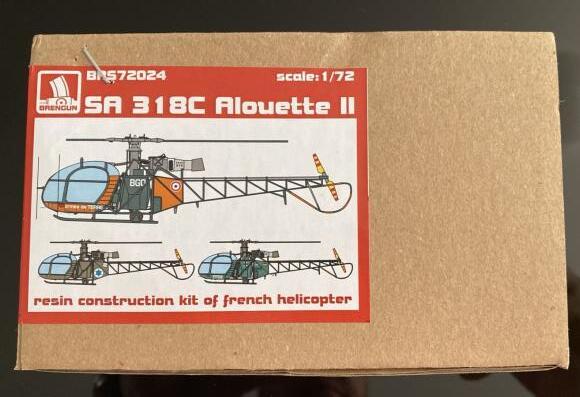 BRS72024
scale: 1/72
BRENGUN
SA 318C Alouette II
BGO
resin construction kit of french helicopter